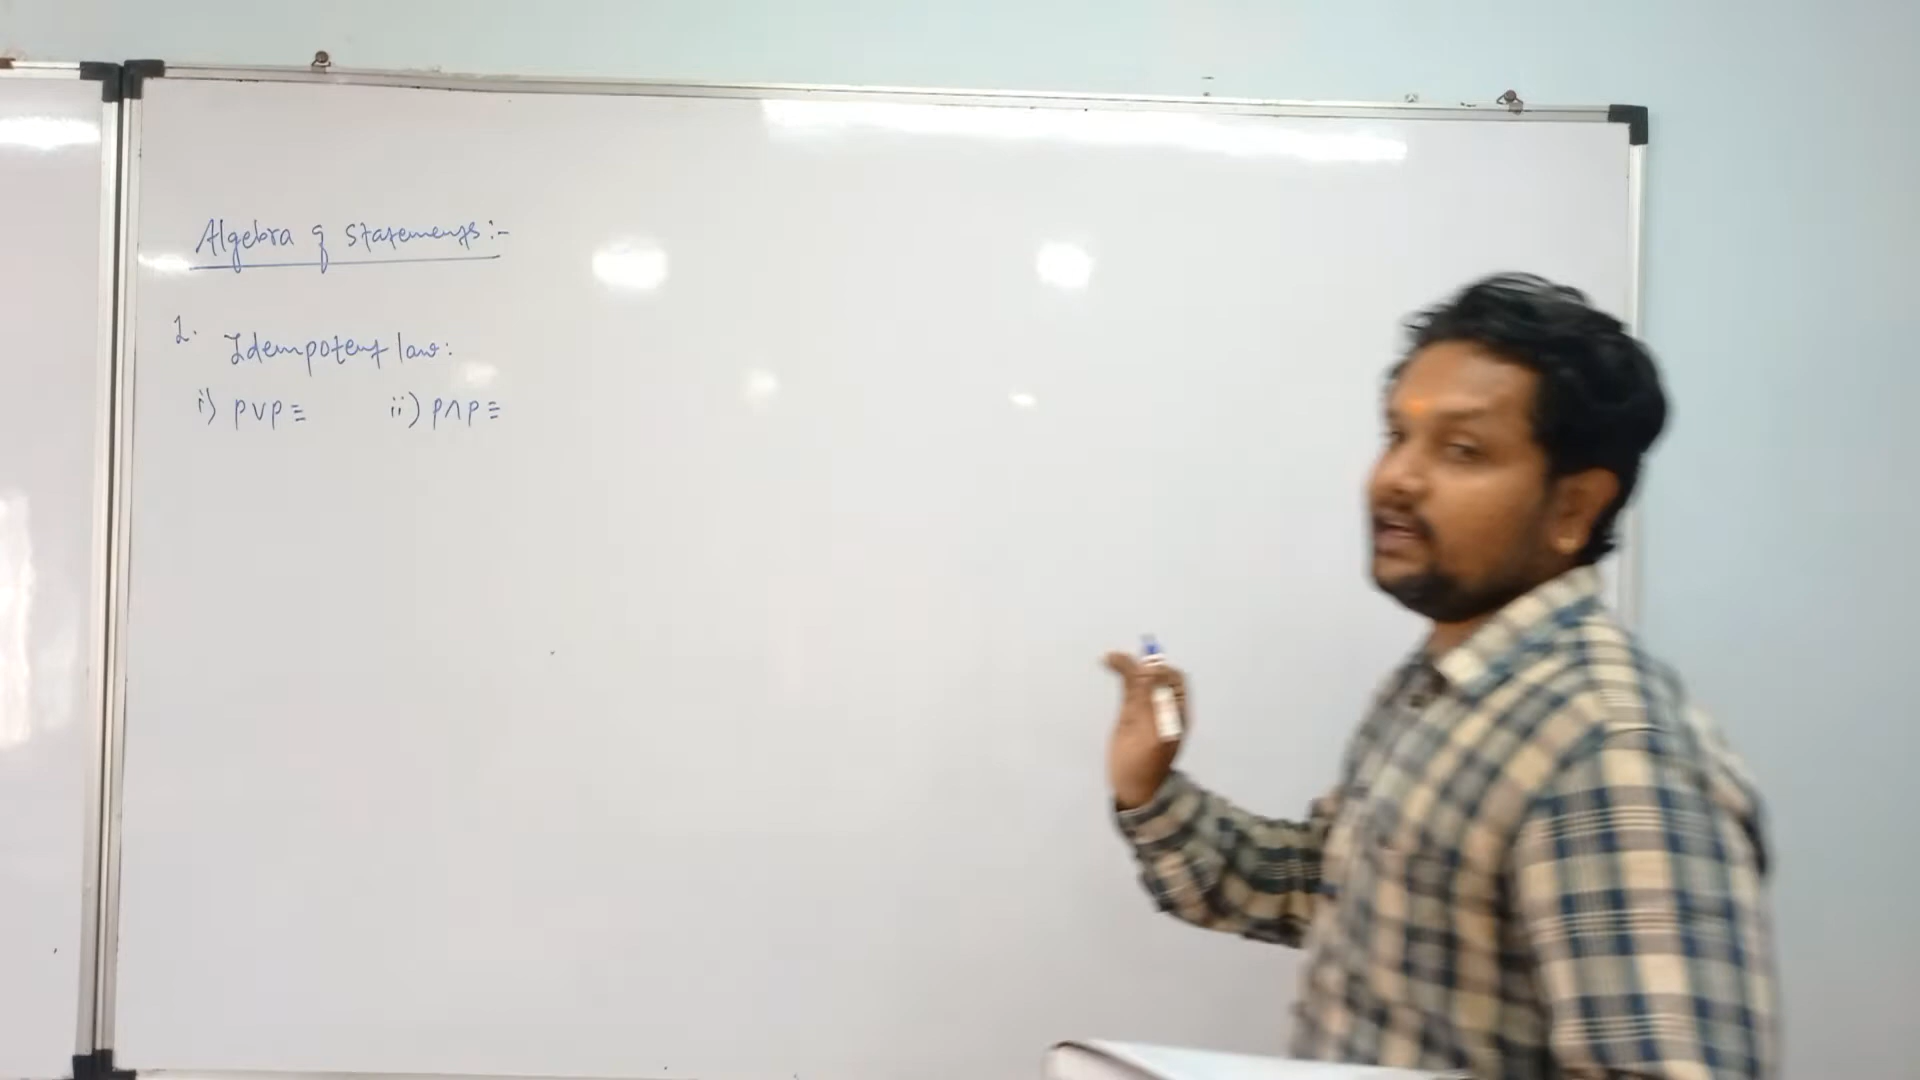 Algebra of statements:-
1. Idempotent law:
i) p∨p ≡ ii) p∧p ≡